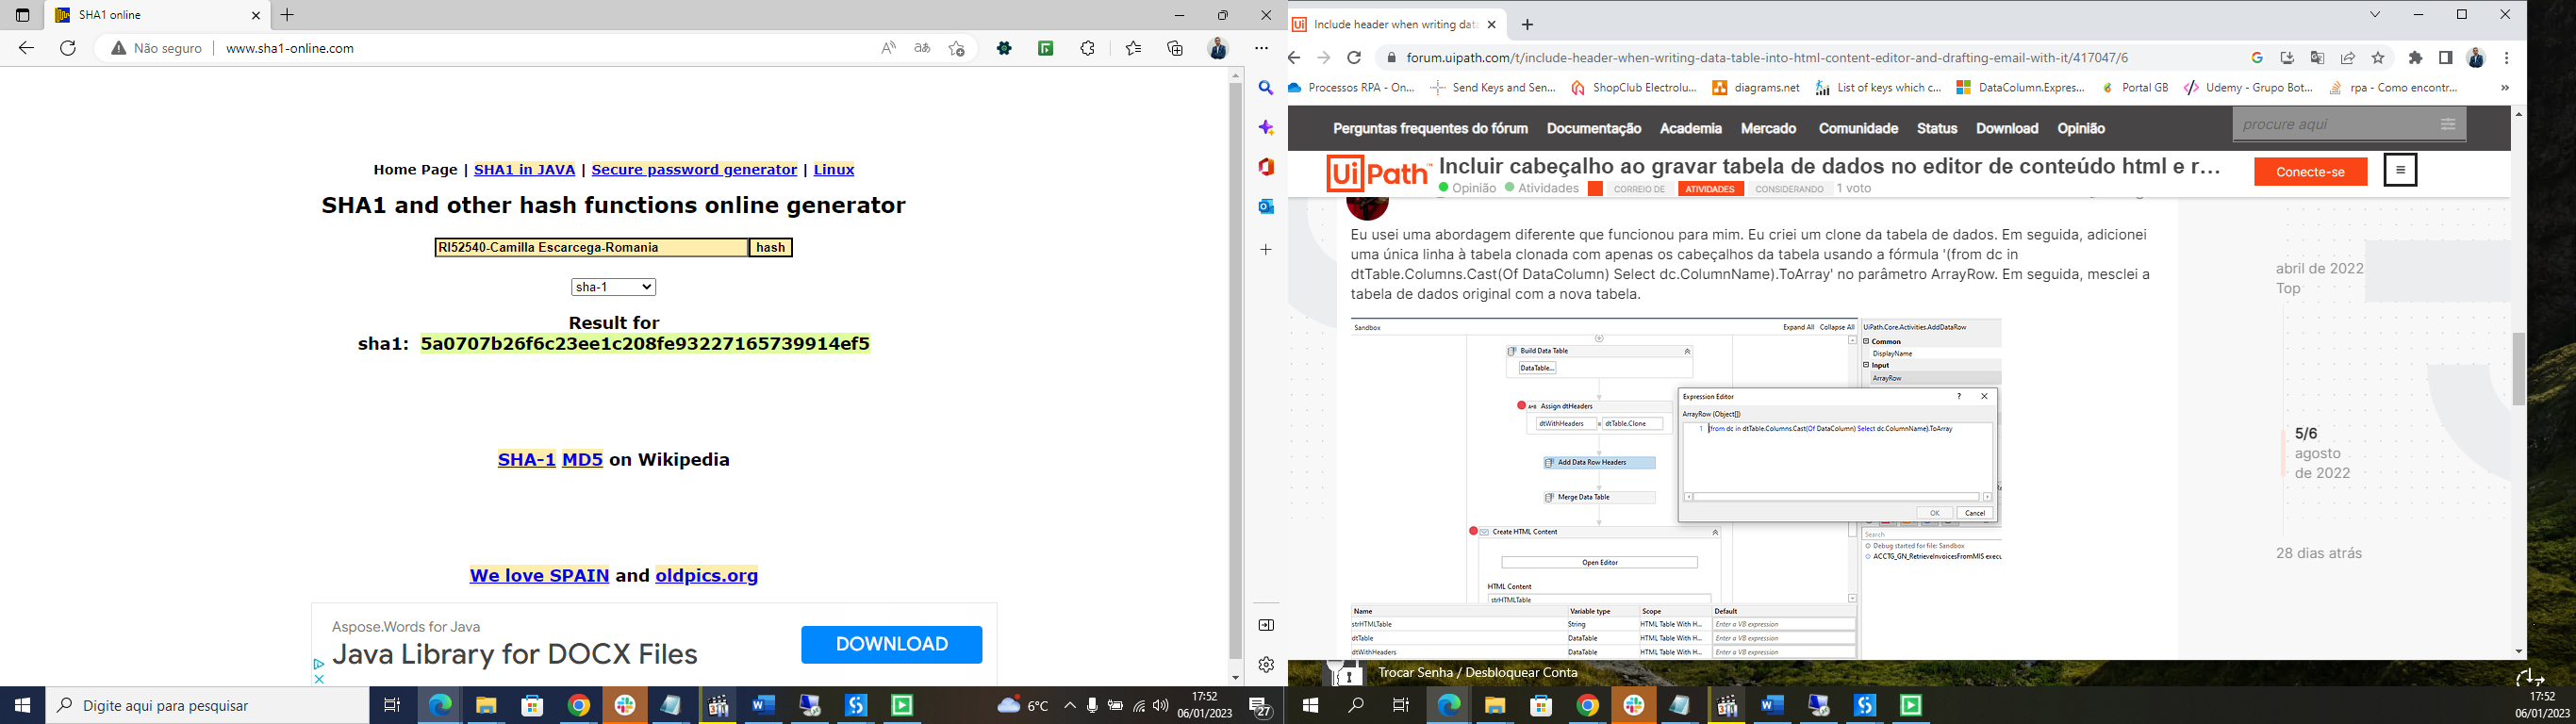 SHA1 online
Não seguro
www.sha1-online.com
Home Page | SHA1 in JAVA | Secure password generator | Linux
SHA1 and other hash functions online generator
RI52540-Camilla Escarcega-Romania
hash
sha-1
Result for
sha1: 5a0707b26f6c23ee1c208fe93227165739914ef5
SHA-1 MD5 on Wikipedia
We love SPAIN and oldpics.org
Aspose.Words for Java
Java Library for DOCX Files
DOWNLOAD
Digite aqui para pesquisar
6°C
17:52
06/01/2023
27
Include header when writing data
forum.uipath.com/t/include-header-when-writing-data-table-into-html-content-editor-and-drafting-email-with-it/417047/6
Processos RPA - On...
Send Keys and Sen...
ShopClub Electrolu...
diagrams.net
List of keys which c...
DataColumn.Expres...
Portal GB
Udemy - Grupo Bot...
rpa - Como encontr...
Perguntas frequentes do fórum
Documentação
Academia
Mercado
Comunidade
Status
Download
Opinião
procure aqui
UiPath
Incluir cabeçalho ao gravar tabela de dados no editor de conteúdo html e r...
Opinião
Atividades
CORREIO DE
ATIVIDADES
CONSIDERANDO
1 voto
Conecte-se
Eu usei uma abordagem diferente que funcionou para mim. Eu criei um clone da tabela de dados. Em seguida, adicionei
uma única linha à tabela clonada com apenas os cabeçalhos da tabela usando a fórmula '(from dc in
dtTable.Columns.Cast(Of DataColumn) Select dc.ColumnName).ToArray' no parâmetro ArrayRow. Em seguida, mesclei a
tabela de dados original com a nova tabela.
abril de 2022
Top
5/6
agosto
de 2022
28 dias atrás
Sandbox
Expand All
Collapse All
UiPath.Core.Activities.AddDataRow
Common
DisplayName
Input
ArrayRow
Build Data Table
DataTable...
Assign dtHeaders
dtWithHeaders
=
dtTable.Clone
Add Data Row Headers
Merge Data Table
Create HTML Content
Open Editor
HTML Content
strHTMLTable
Expression Editor
ArrayRow (Object[])
1
(from dc in dtTable.Columns.Cast(Of DataColumn) Select dc.ColumnName).ToArray
OK
Cancel
Search
Debug started for file: Sandbox
ACCTG_GN_RetrieveInvoicesFromMIS execu
Name Variable type Scope Default
strHTMLTable String HTML Table With H... Enter a VB expression
dtTable DataTable HTML Table With H... Enter a VB expression
dtWithHeaders DataTable HTML Table With H... Enter a VB expression
Trocar Senha / Desbloquear Conta
17:52
06/01/2023